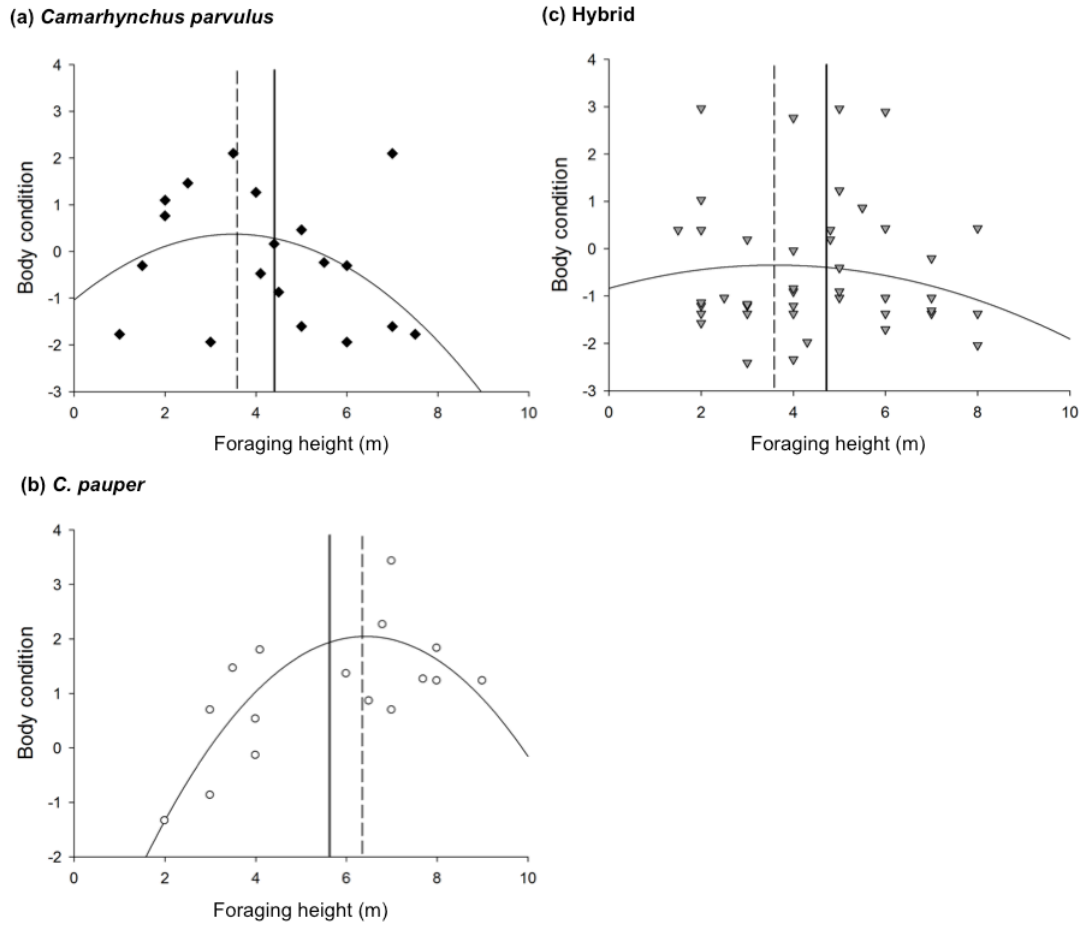 (a) Camarhynchus parvulus
4
3
2
1
0
-1
-2
-3
Body condition
0 2 4 6 8 10
Foraging height (m)
(c) Hybrid
4
3
2
1
0
-1
-2
-3
Body condition
0 2 4 6 8 10
Foraging height (m)
(b) C. pauper
4
3
2
1
0
-1
-2
Body condition
0 2 4 6 8 10
Foraging height (m)